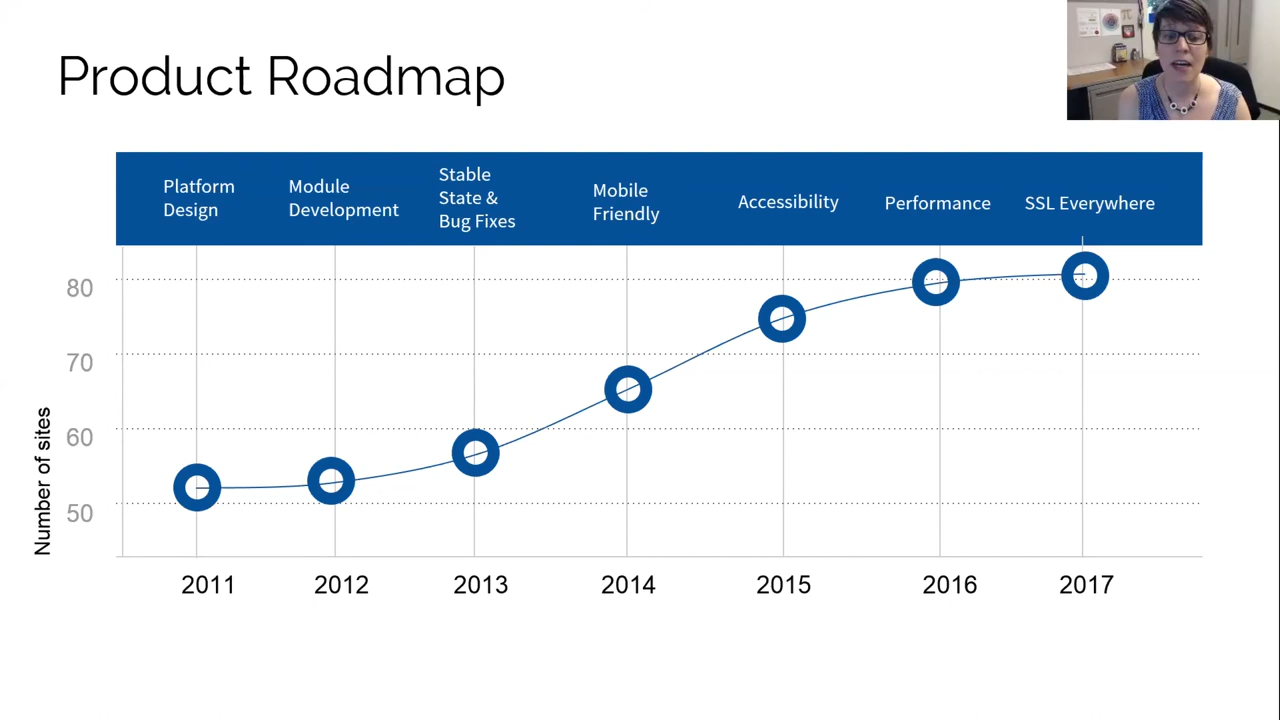 Product Roadmap
Platform
Design
Module
Development
Stable
State &
Bug Fixes
Mobile
Friendly
Accessibility
Performance
SSL Everywhere
80
70
60
50
Number of sites
2011
2012
2013
2014
2015
2016
2017